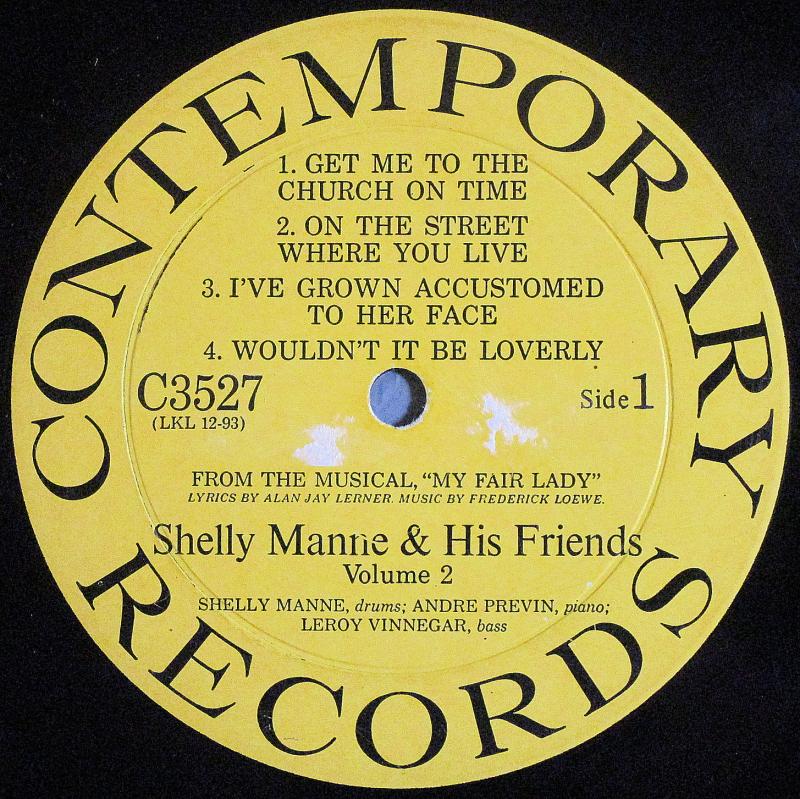 CONTEMPORARY
1. GET ME TO THE
CHURCH ON TIME
2. ON THE STREET
WHERE YOU LIVE
3. I'VE GROWN ACCUSTOMED
TO HER FACE
4. WOULDN'T IT BE LOVERLY
C3527
(LKL 12-93)
Side 1
FROM THE MUSICAL, “MY FAIR LADY”
LYRICS BY ALAN JAY LERNER. MUSIC BY FREDERICK LOEWE.
Shelly Manne & His Friends
Volume 2
SHELLY MANNE, drums; ANDRE PREVIN, piano;
LEROY VINNEGAR, bass
RECORDS